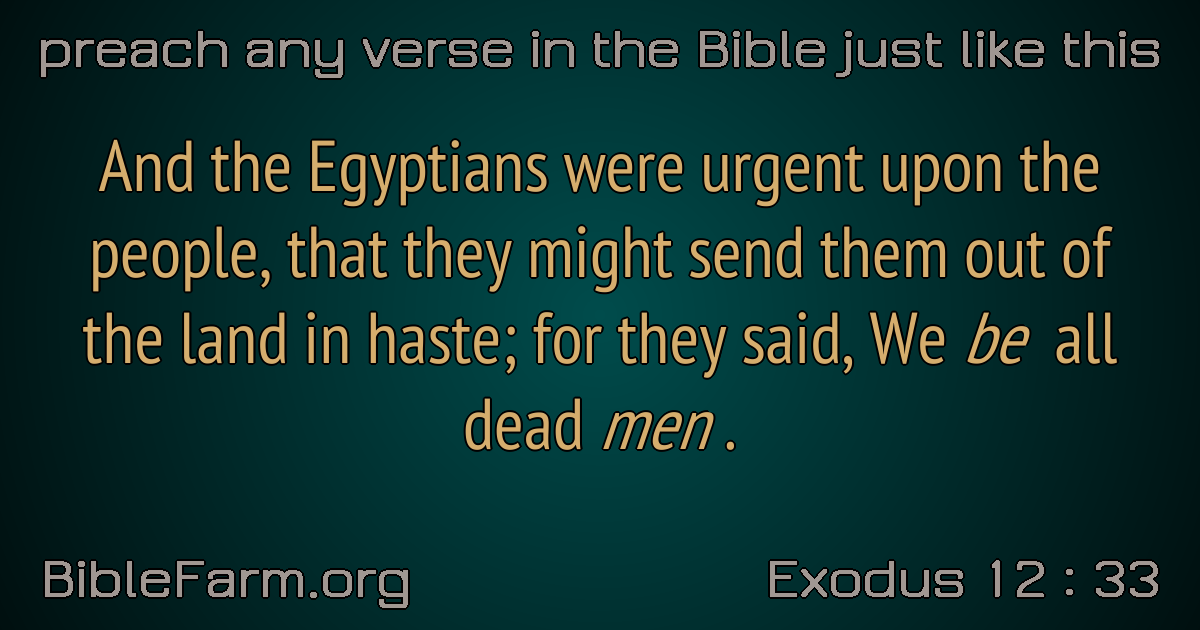 preach any verse in the Bible just like this
And the Egyptians were urgent upon the
people, that they might send them out of
the land in haste; for they said, We be all
dead men .
BibleFarm.org
Exodus 12 : 33